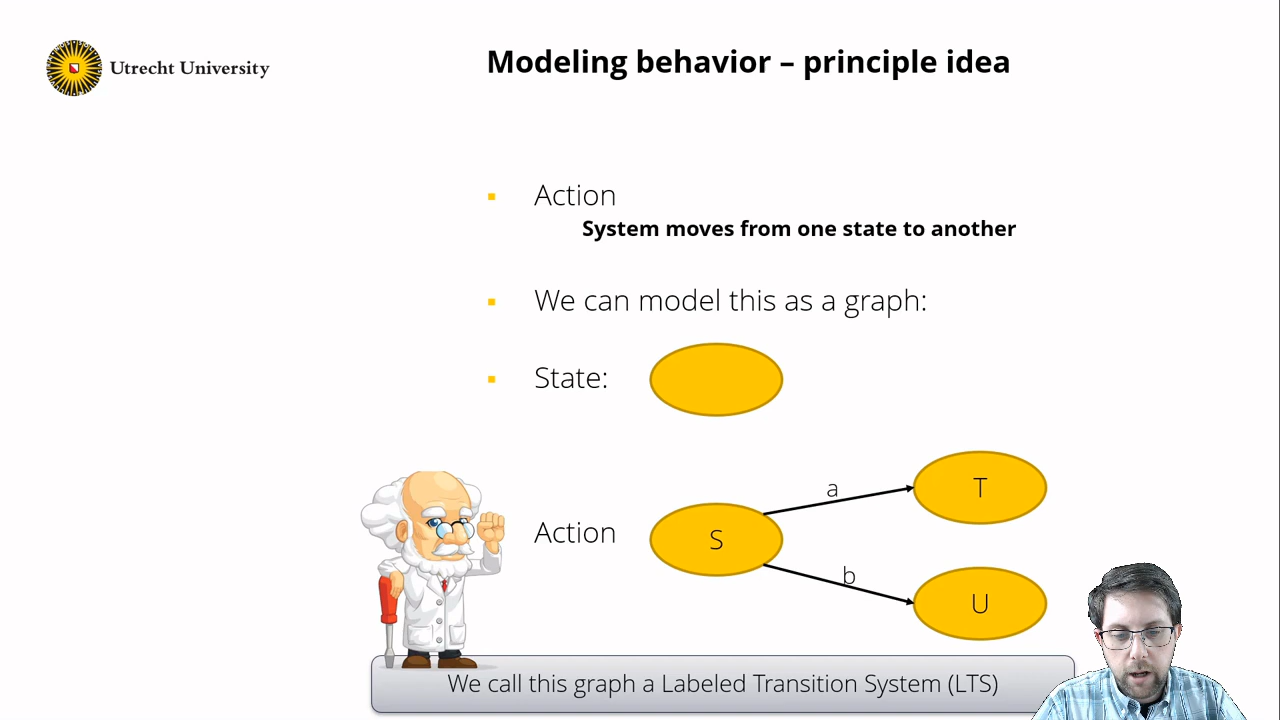 Utrecht University
Modeling behavior – principle idea
Action
System moves from one state to another
We can model this as a graph:
State:
Action
S
a
T
b
U
We call this graph a Labeled Transition System (LTS)